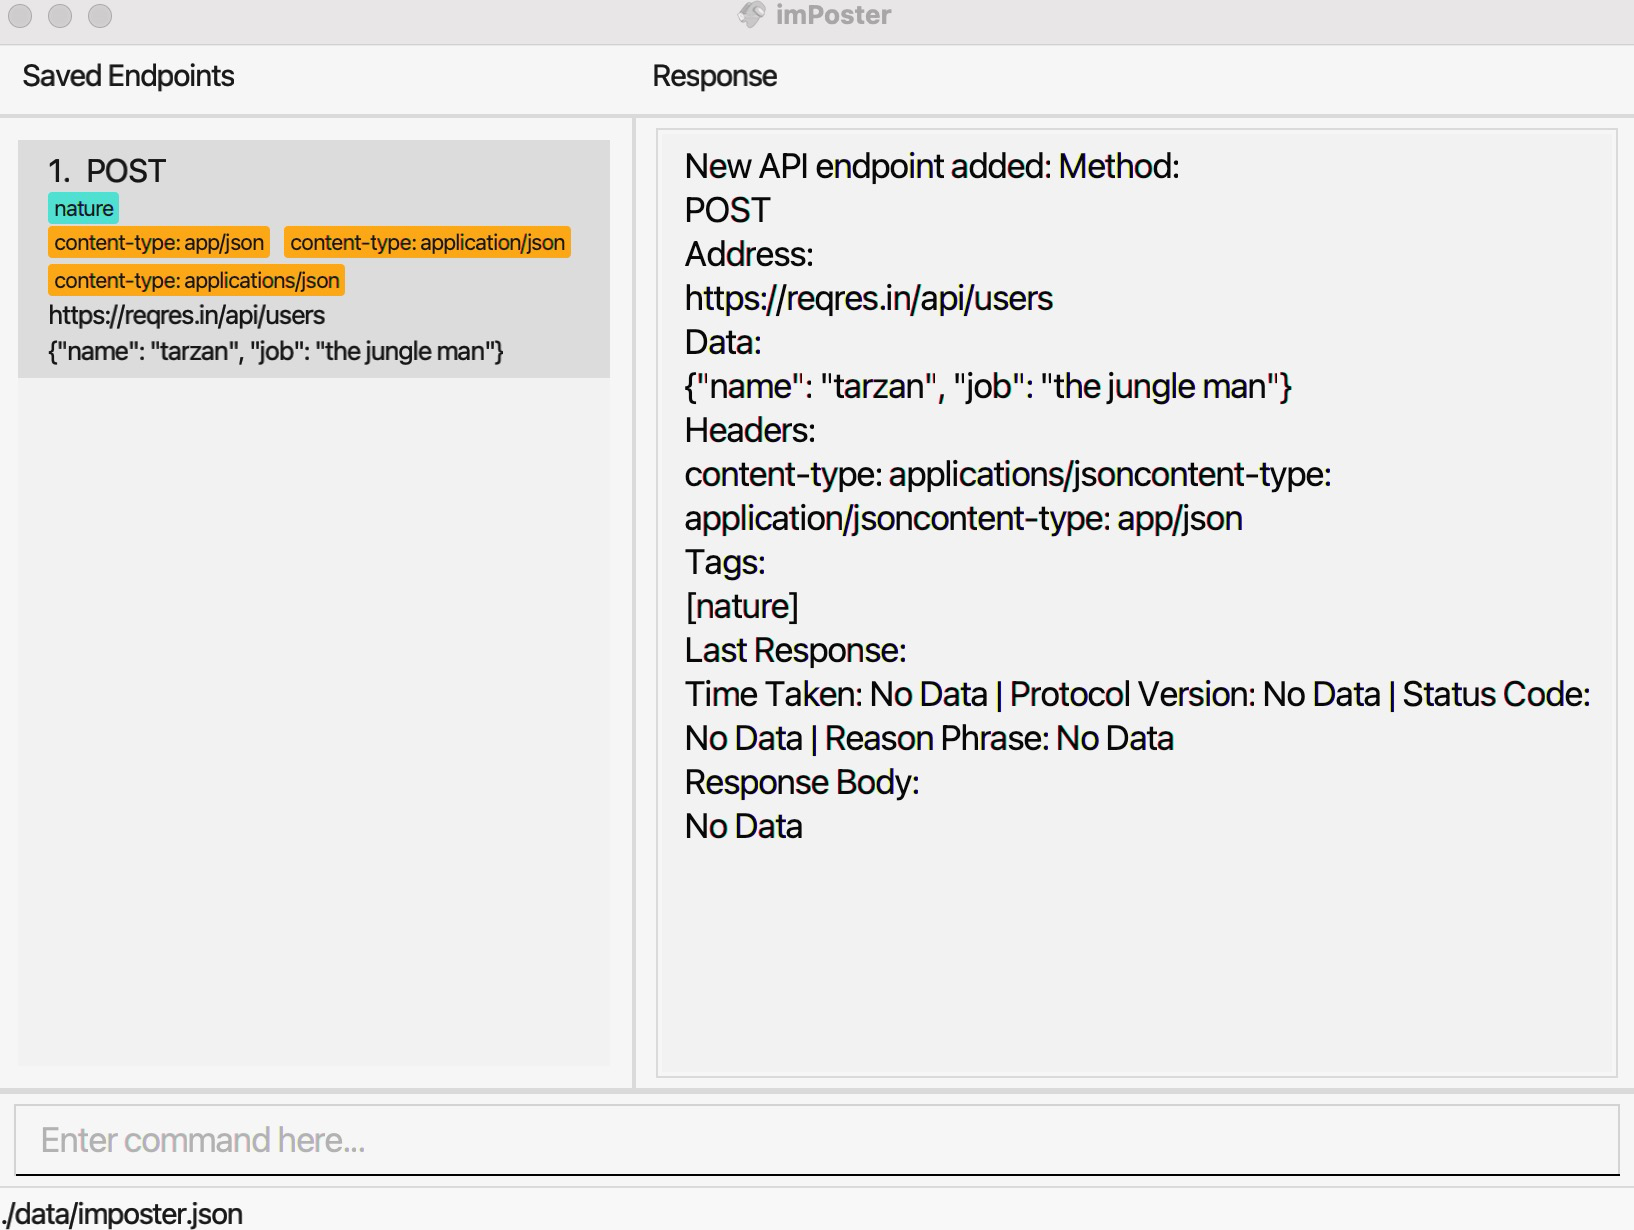 imPoster
Saved Endpoints
Response
1. POST
nature
content-type: app/json content-type: application/json
content-type: applications/json
https://reqres.in/api/users
{"name": "tarzan", "job": "the jungle man"}
New API endpoint added: Method:
POST
Address:
https://reqres.in/api/users
Data:
{"name": "tarzan", "job": "the jungle man"}
Headers:
content-type: applications/jsoncontent-type:
application/jsoncontent-type: app/json
Tags:
[nature]
Last Response:
Time Taken: No Data | Protocol Version: No Data | Status Code:
No Data | Reason Phrase: No Data
Response Body:
No Data
Enter command here...
./data/imposter.json